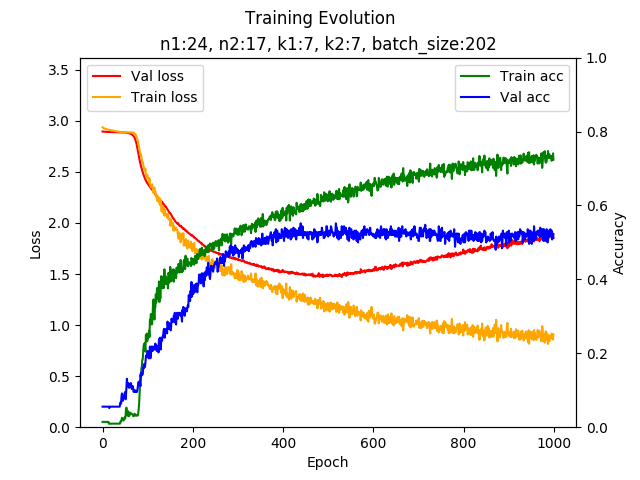 Training Evolution
n1:24, n2:17, k1:7, k2:7, batch_size:202
Val loss
Train loss
Train acc
Val acc
Loss
3.5
3.0
2.5
2.0
1.5
1.0
0.5
0.0
Accuracy
1.0
0.8
0.6
0.4
0.2
0.0
0 200 400 600 800 1000
Epoch